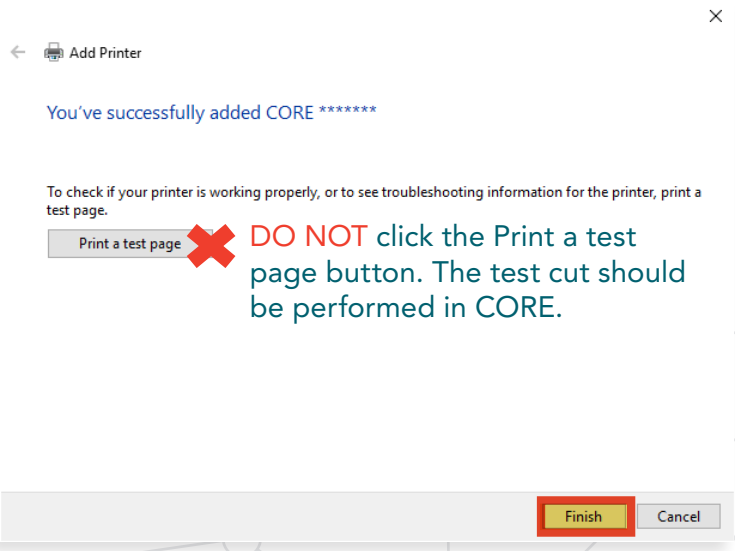 Add Printer
You've successfully added CORE *******
To check if your printer is working properly, or to see troubleshooting information for the printer, print a
test page.
Print a test page
DO NOT click the Print a test
page button. The test cut should
be performed in CORE.
Finish
Cancel